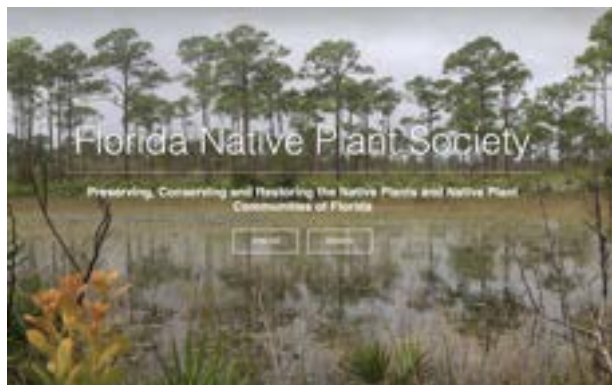 Florida Native Plant Society
Preserving, Conserving and Restoring the Native Plants and Native Plant
Communities of Florida